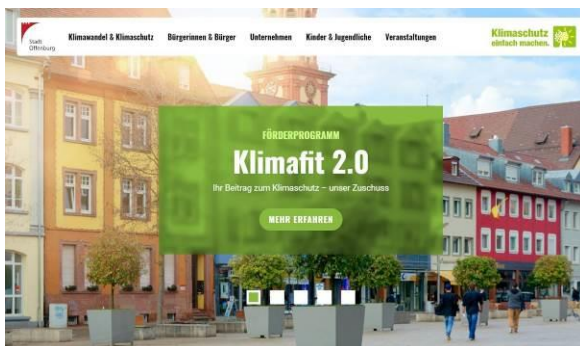 Stadt
Offenburg
Klimawandel & Klimaschutz Bürgerinnen & Bürger Unternehmen Kinder & Jugendliche Veranstaltungen
Klimaschutz
einfach machen.
FÖRDERPROGRAMM
Klimafit 2.0
Ihr Beitrag zum Klimaschutz – unser Zuschuss
MEHR ERFAHREN